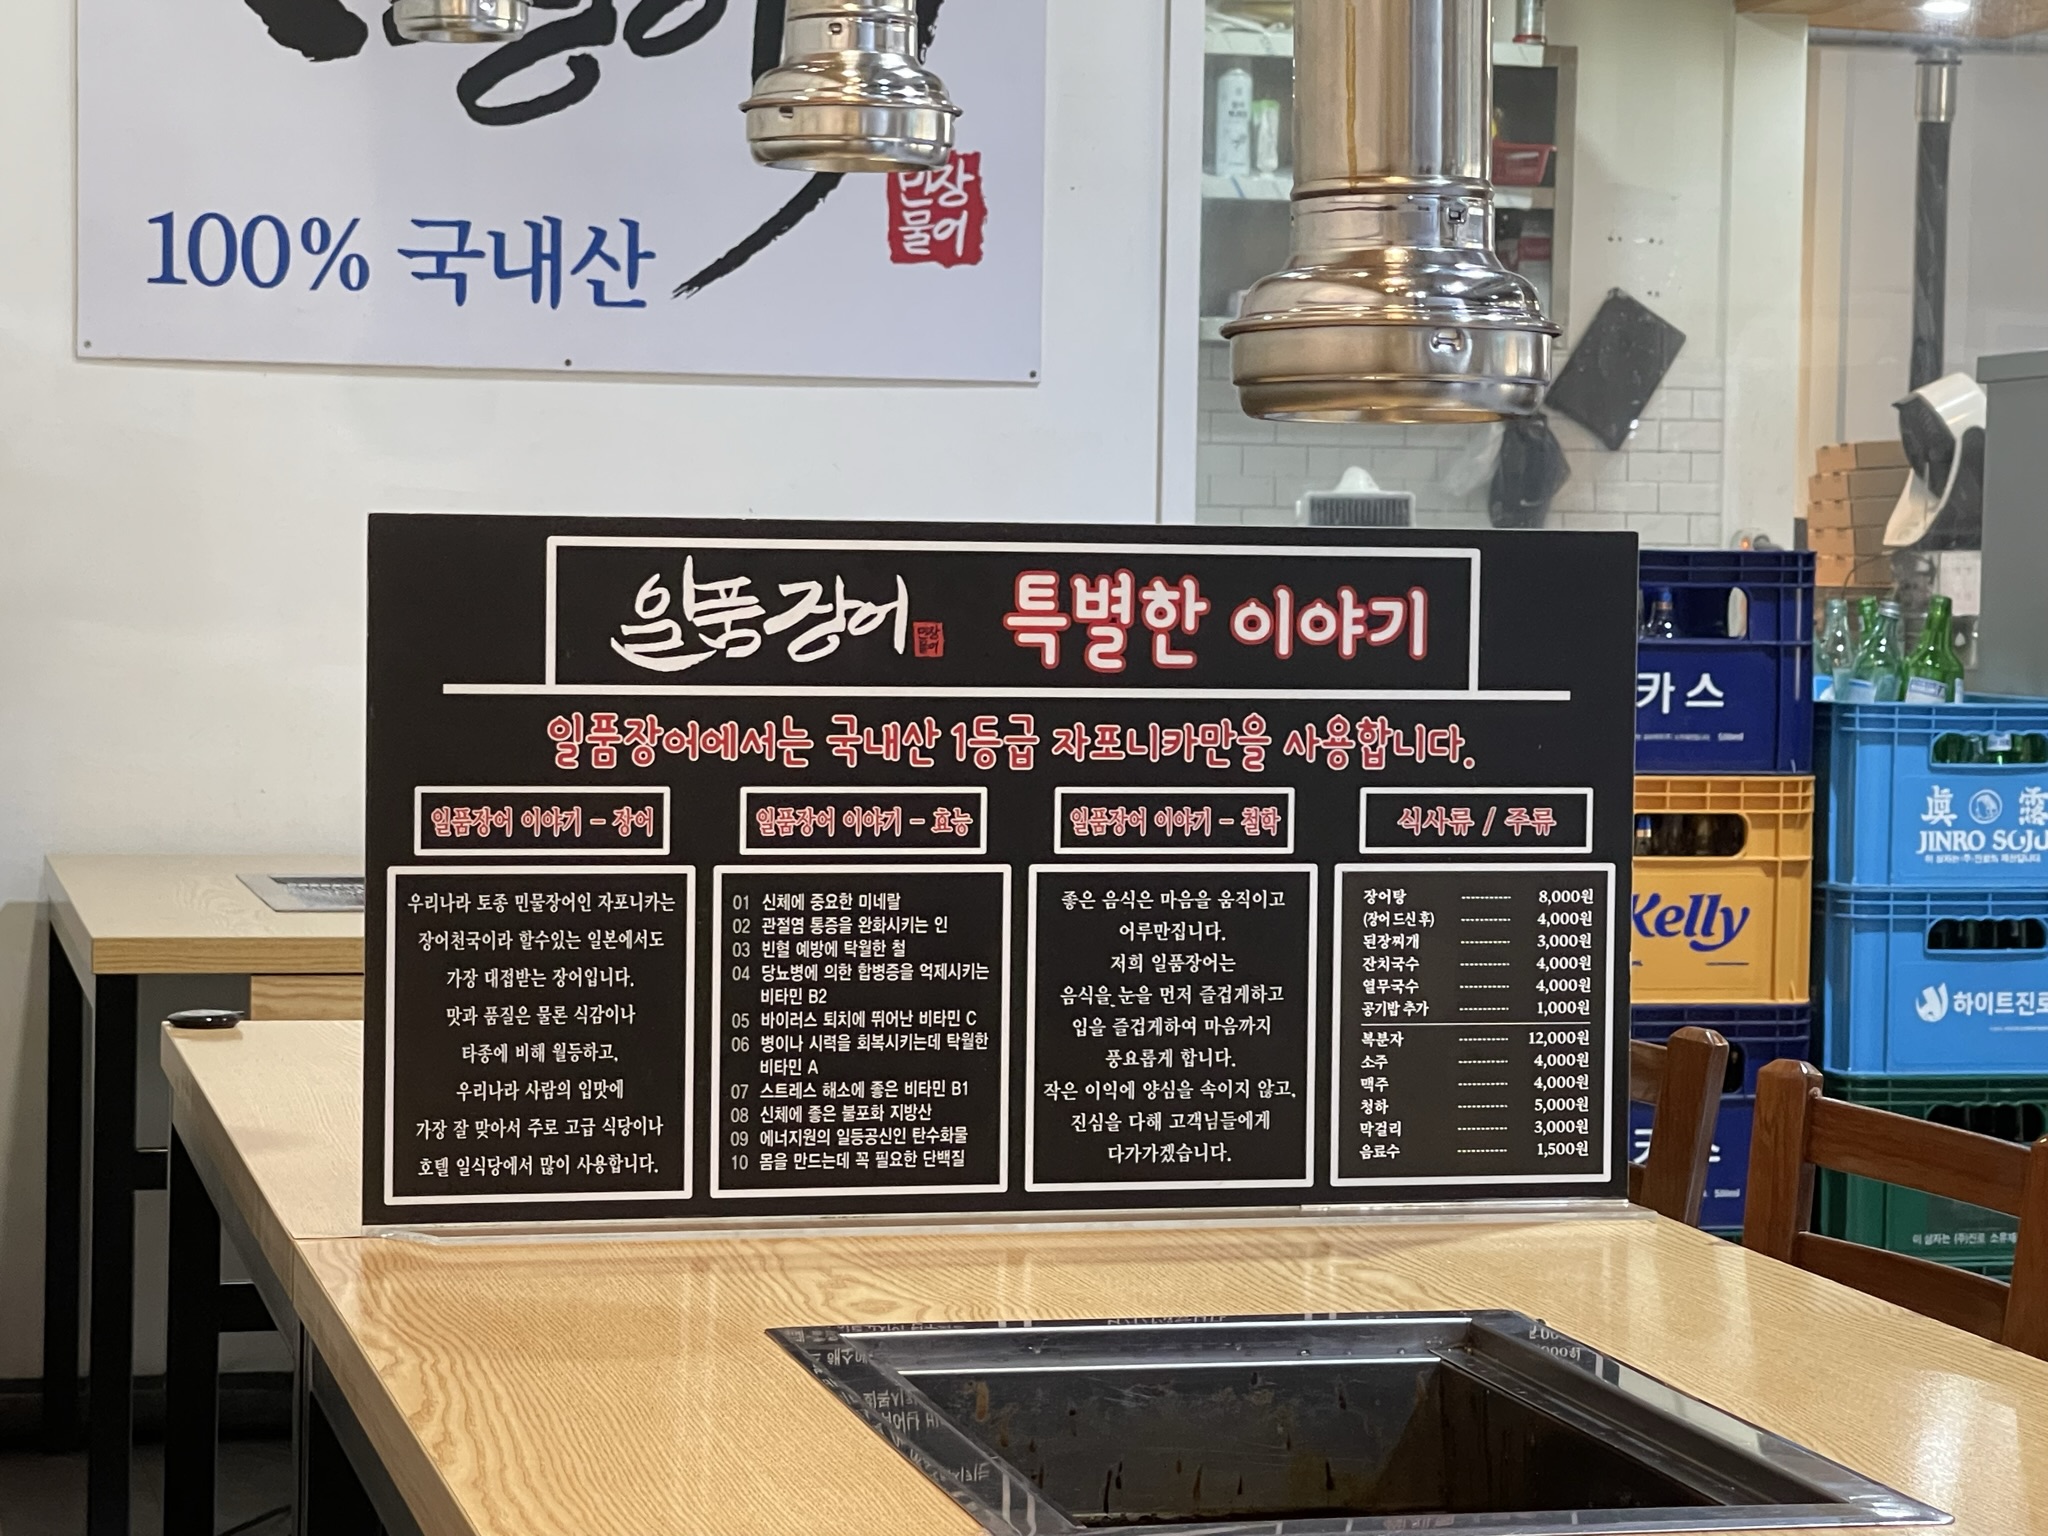 100% 국내산
민장
물어
일품장어 민장물어 특별한 이야기
일품장어에서는 국내산 1등급 자포니카만을 사용합니다.
일품장어 이야기 - 장어
우리나라 토종 민물장어인 자포니카는
장어천국이라 할수있는 일본에서도
가장 대접받는 장어입니다.
맛과 품질은 물론 식감이나
타종에 비해 월등하고,
우리나라 사람의 입맛에
가장 잘 맞아서 주로 고급 식당이나
호텔 일식당에서 많이 사용합니다.
일품장어 이야기 - 효능
01 신체에 중요한 미네랄
02 관절염 통증을 완화시키는 인
03 빈혈 예방에 탁월한 철
04 당뇨병에 의한 합병증을 억제시키는
비타민 B2
05 바이러스 퇴치에 뛰어난 비타민 C
06 병이나 시력을 회복시키는데 탁월한
비타민 A
07 스트레스 해소에 좋은 비타민 B1
08 신체에 좋은 불포화 지방산
09 에너지원의 일등공신인 탄수화물
10 몸을 만드는데 꼭 필요한 단백질
일품장어 이야기 - 철학
좋은 음식은 마음을 움직이고
어루만집니다.
저희 일품장어는
음식을 눈을 먼저 즐겁게하고
입을 즐겁게하여 마음까지
풍요롭게 합니다.
작은 이익에 양심을 속이지 않고,
진심을 다해 고객님들에게
다가가겠습니다.
식사류 / 주류
장어탕 ----------- 8,000원
(장어 드신 후) ----------- 4,000원
된장찌개 ----------- 3,000원
잔치국수 ----------- 4,000원
열무국수 ----------- 4,000원
공기밥 추가 ----------- 1,000원
복분자 ----------- 12,000원
소주 ----------- 4,000원
맥주 ----------- 4,000원
청하 ----------- 5,000원
막걸리 ----------- 3,000원
음료수 ----------- 1,500원
카스
500ml
Kelly
眞 露
JINRO SOJU
하이트진로
500ml